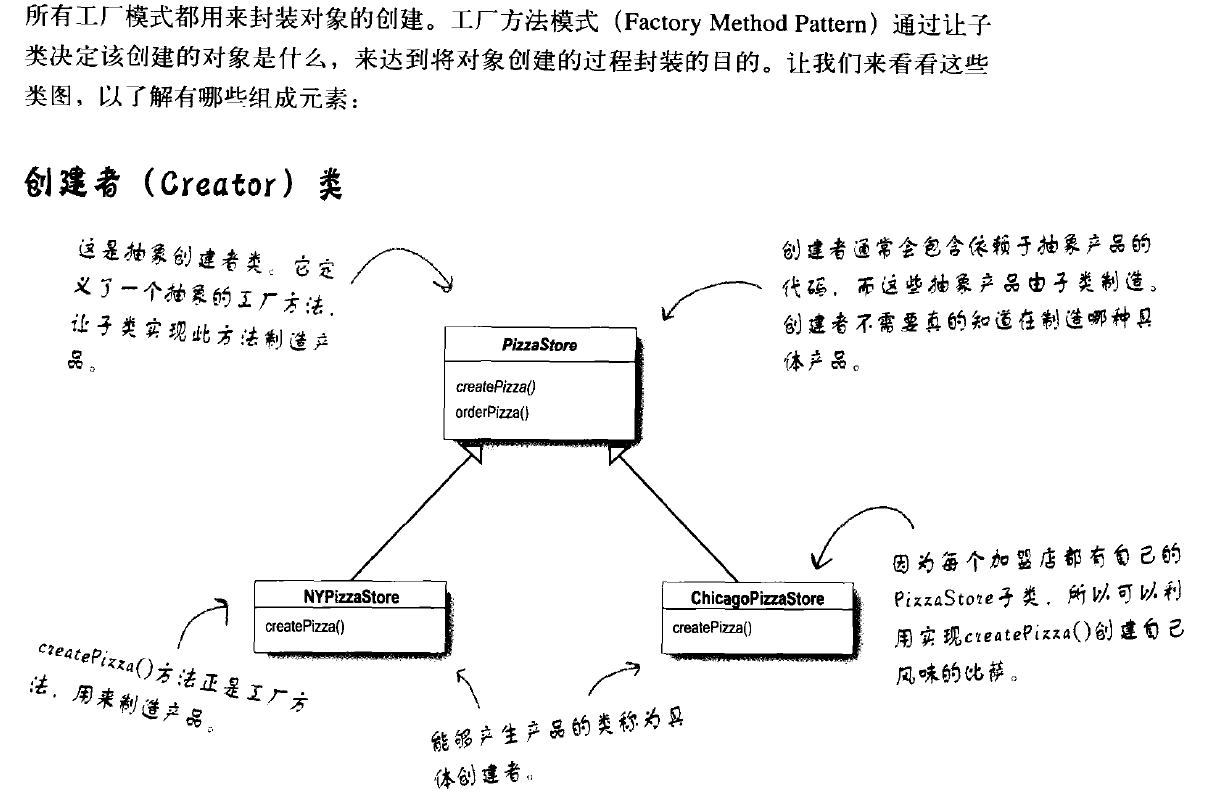 所有工厂模式都用来封装对象的创建。工厂方法模式（Factory Method Pattern）通过让子
类决定该创建的对象是什么，来达到将对象创建的过程封装的目的。让我们来看看这些
类图，以了解有哪些组成元素：
创建者（Creator）类
这是抽象创建者类。它定
义了一个抽象的工厂方法，
让子类实现此方法制造产
品。
创建者通常会包含依赖于抽象产品的
代码，而这些抽象产品由子类制造。
创建者不需要真的知道在制造哪种具
体产品。
PizzaStore
createPizza()
orderPizza()
NYPizzaStore
createPizza()
ChicagoPizzaStore
createPizza()
因为每个加盟店都有自己的
PizzaStore子类，所以可以利
用实现createPizza()创建自己
风味的比萨。
createPizza()方法正是工厂方
法，用来制造产品。
能够产生产品的类称为具
体创建者。